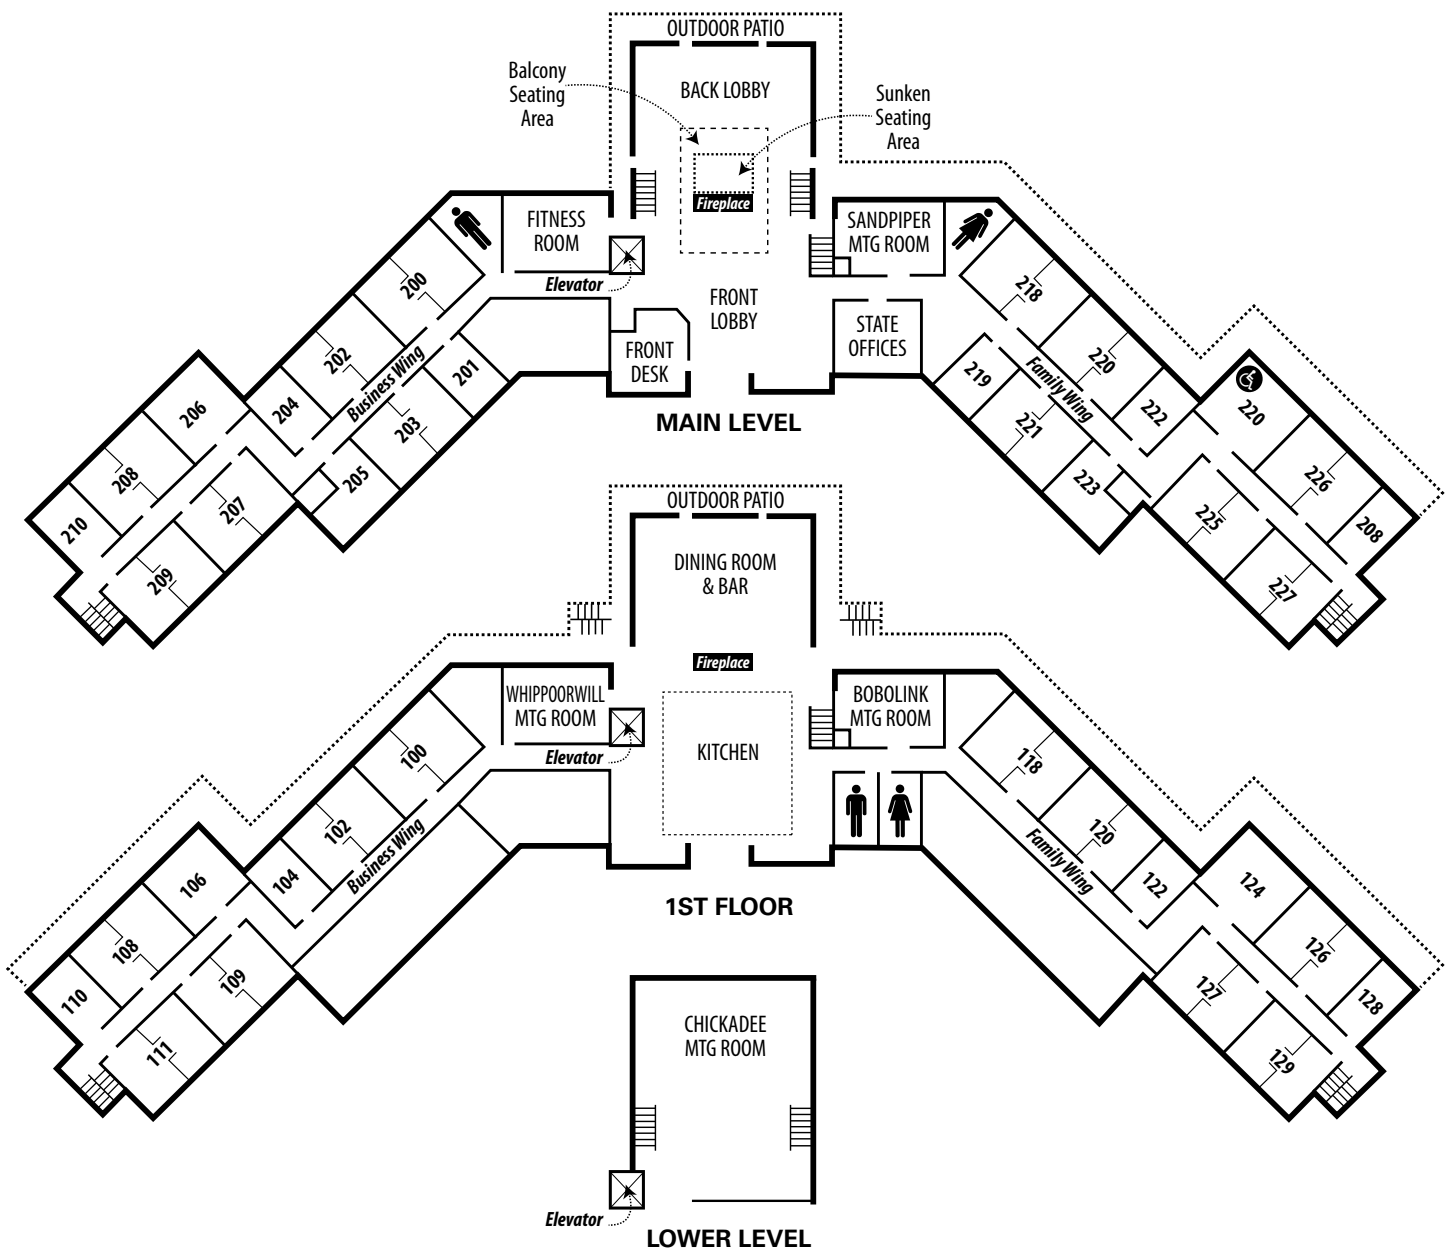 OUTDOOR PATIO
BACK LOBBY
Balcony
Seating
Area
Sunken
Seating
Area
Fireplace
FITNESS
ROOM
Elevator
SANDPIPER
MTG ROOM
FRONT
LOBBY
FRONT
DESK
STATE
OFFICES
MAIN LEVEL
Business Wing
200
202
204
206
208
210
201
203
205
207
209
Family Wing
218
220
222
220
226
208
219
221
223
225
227
OUTDOOR PATIO
DINING ROOM
& BAR
Fireplace
WHIPPOORWILL
MTG ROOM
Elevator
BOBOLINK
MTG ROOM
KITCHEN
1ST FLOOR
Business Wing
100
102
104
106
108
110
109
111
Family Wing
118
120
122
124
126
128
127
129
CHICKADEE
MTG ROOM
Elevator
LOWER LEVEL